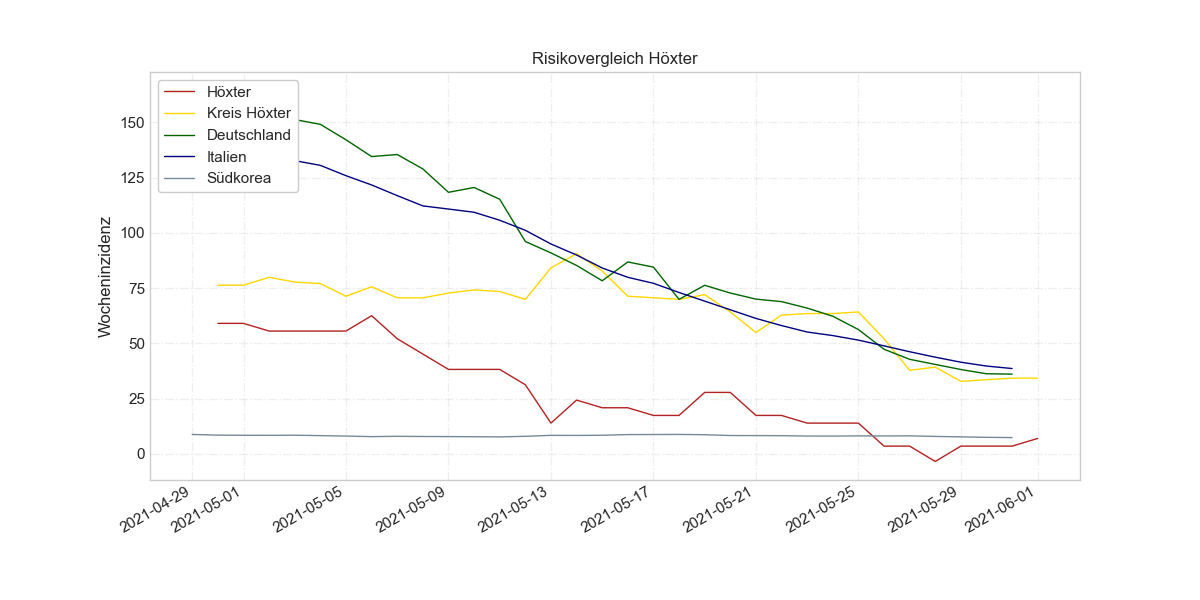 Risikovergleich Höxter
Höxter
Kreis Höxter
Deutschland
Italien
Südkorea
Wocheninzidenz
150
125
100
75
50
25
0
2021-04-29
2021-05-01
2021-05-05
2021-05-09
2021-05-13
2021-05-17
2021-05-21
2021-05-25
2021-05-29
2021-06-01